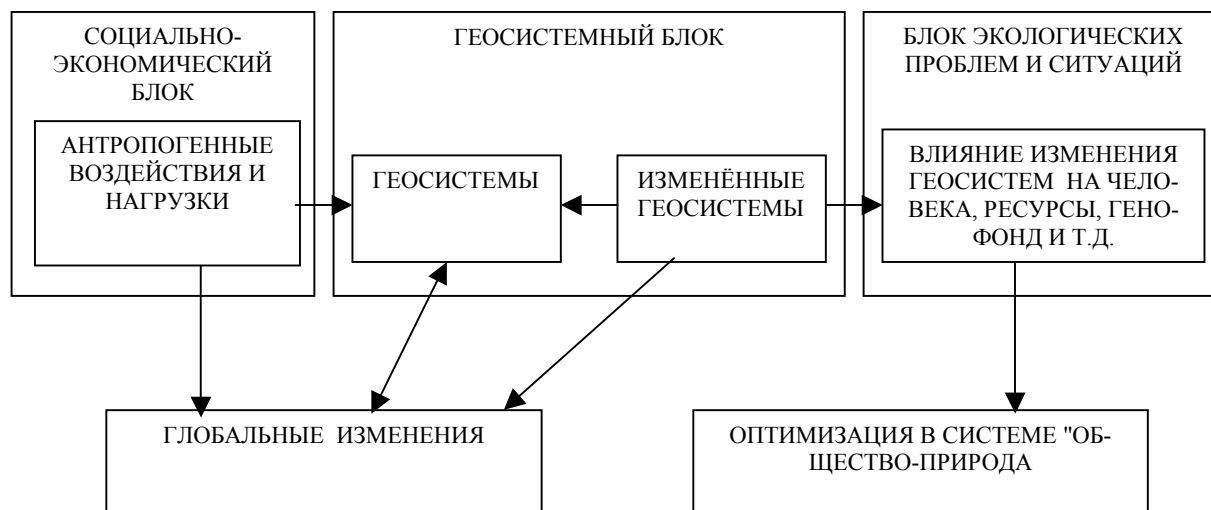 СОЦИАЛЬНО-
ЭКОНОМИЧЕСКИЙ
БЛОК
АНТРОПОГЕННЫЕ
ВОЗДЕЙСТВИЯ И
НАГРУЗКИ
ГЕОСИСТЕМНЫЙ БЛОК
ГЕОСИСТЕМЫ
ИЗМЕНЁННЫЕ
ГЕОСИСТЕМЫ
БЛОК ЭКОЛОГИЧЕСКИХ
ПРОБЛЕМ И СИТУАЦИЙ
ВЛИЯНИЕ ИЗМЕНЕНИЯ
ГЕОСИСТЕМ НА ЧЕЛО-
ВЕКА, РЕСУРСЫ, ГЕНО-
ФОНД И Т.Д.
ГЛОБАЛЬНЫЕ ИЗМЕНЕНИЯ
ОПТИМИЗАЦИЯ В СИСТЕМЕ "ОБ-
ЩЕСТВО-ПРИРОДА